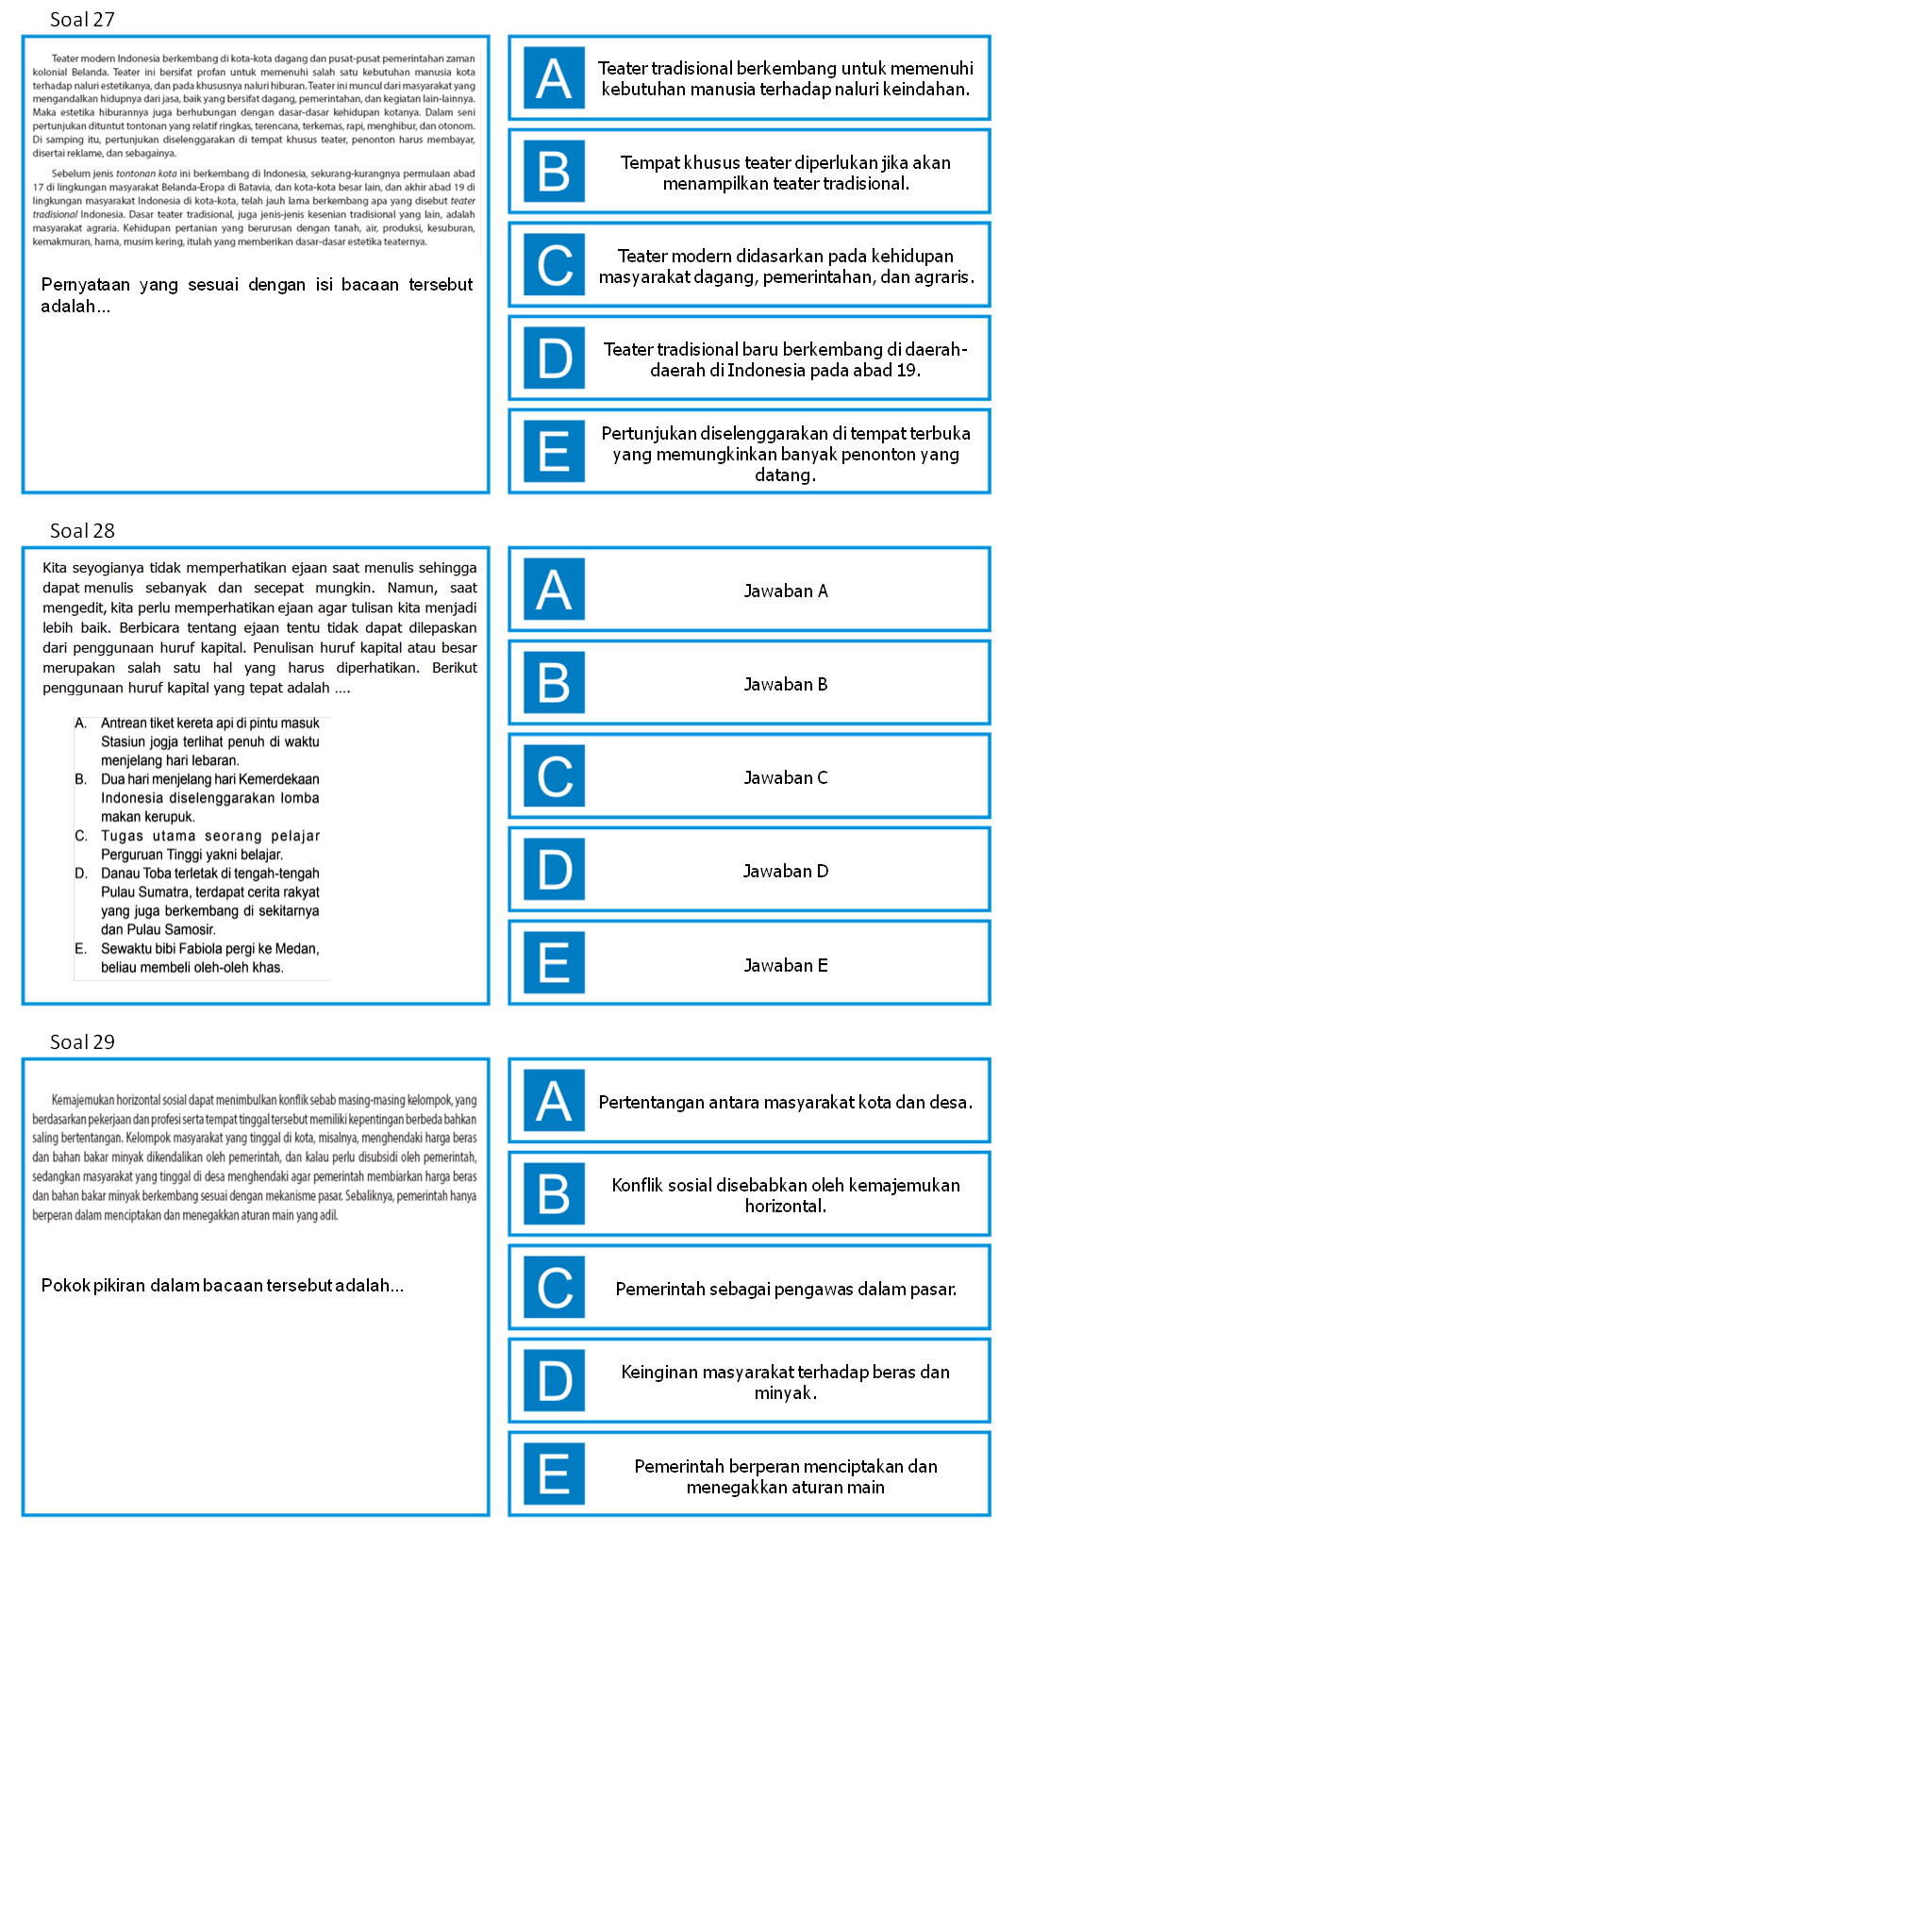 Soal 27
Teater modern Indonesia berkembang di kota-kota dagang dan pusat-pusat pemerintahan zaman
kolonial Belanda. Teater ini bersifat profan untuk memenuhi salah satu kebutuhan manusia kota
terhadap naluri estetikanya, dan pada khususnya naluri hiburan. Teater ini muncul dari masyarakat yang
mengandalkan hidupnya dari jasa, baik yang bersifat dagang, pemerintahan, dan kegiatan lain-lainnya.
Maka estetika hiburannya juga berhubungan dengan dasar-dasar kehidupan kotanya. Dalam seni
pertunjukan dituntut tontonan yang relatif ringkas, terencana, terkemas, rapi, menghibur, dan otonom.
Di samping itu, pertunjukan diselenggarakan di tempat khusus teater, penonton harus membayar,
disertai reklame, dan sebagainya.
Sebelum jenis tontonan kota ini berkembang di Indonesia, sekurang-kurangnya permulaan abad
17 di lingkungan masyarakat Belanda-Eropa di Batavia, dan kota-kota besar lain, dan akhir abad 19 di
lingkungan masyarakat Indonesia di kota-kota, telah jauh lama berkembang apa yang disebut teater
tradisional Indonesia. Dasar teater tradisional, juga jenis-jenis kesenian tradisional yang lain, adalah
masyarakat agraria. Kehidupan pertanian yang berurusan dengan tanah, air, produksi, kesuburan,
kemakmuran, hama, musim kering, itulah yang memberikan dasar-dasar estetika teaternya.
Pernyataan yang sesuai dengan isi bacaan tersebut
adalah...
A
Teater tradisional berkembang untuk memenuhi
kebutuhan manusia terhadap naluri keindahan.
B
Tempat khusus teater diperlukan jika akan
menampilkan teater tradisional.
C
Teater modern didasarkan pada kehidupan
masyarakat dagang, pemerintahan, dan agraris.
D
Teater tradisional baru berkembang di daerah-
daerah di Indonesia pada abad 19.
E
Pertunjukan diselenggarakan di tempat terbuka
yang memungkinkan banyak penonton yang
datang.
Soal 28
Kita seyogianya tidak memperhatikan ejaan saat menulis sehingga
dapat menulis sebanyak dan secepat mungkin. Namun, saat
mengedit, kita perlu memperhatikan ejaan agar tulisan kita menjadi
lebih baik. Berbicara tentang ejaan tentu tidak dapat dilepaskan
dari penggunaan huruf kapital. Penulisan huruf kapital atau besar
merupakan salah satu hal yang harus diperhatikan. Berikut
penggunaan huruf kapital yang tepat adalah ....
A. Antrean tiket kereta api di pintu masuk
Stasiun jogja terlihat penuh di waktu
menjelang hari lebaran.
B. Dua hari menjelang hari Kemerdekaan
Indonesia diselenggarakan lomba
makan kerupuk.
C. Tugas utama seorang pelajar
Perguruan Tinggi yakni belajar.
D. Danau Toba terletak di tengah-tengah
Pulau Sumatra, terdapat cerita rakyat
yang juga berkembang di sekitarnya
dan Pulau Samosir.
E. Sewaktu bibi Fabiola pergi ke Medan,
beliau membeli oleh-oleh khas.
A
Jawaban A
B
Jawaban B
C
Jawaban C
D
Jawaban D
E
Jawaban E
Soal 29
Kemajemukan horizontal sosial dapat menimbulkan konflik sebab masing-masing kelompok, yang
berdasarkan pekerjaan dan profesi serta tempat tinggal tersebut memiliki kepentingan berbeda bahkan
saling bertentangan. Kelompok masyarakat yang tinggal di kota, misalnya, menghendaki harga beras
dan bahan bakar minyak dikendalikan oleh pemerintah, dan kalau perlu disubsidi oleh pemerintah,
sedangkan masyarakat yang tinggal di desa menghendaki agar pemerintah membiarkan harga beras
dan bahan bakar minyak berkembang sesuai dengan mekanisme pasar. Sebaliknya, pemerintah hanya
berperan dalam menciptakan dan menegakkan aturan main yang adil.
Pokok pikiran dalam bacaan tersebut adalah...
A
Pertentangan antara masyarakat kota dan desa.
B
Konflik sosial disebabkan oleh kemajemukan
horizontal.
C
Pemerintah sebagai pengawas dalam pasar.
D
Keinginan masyarakat terhadap beras dan
minyak.
E
Pemerintah berperan menciptakan dan
menegakkan aturan main